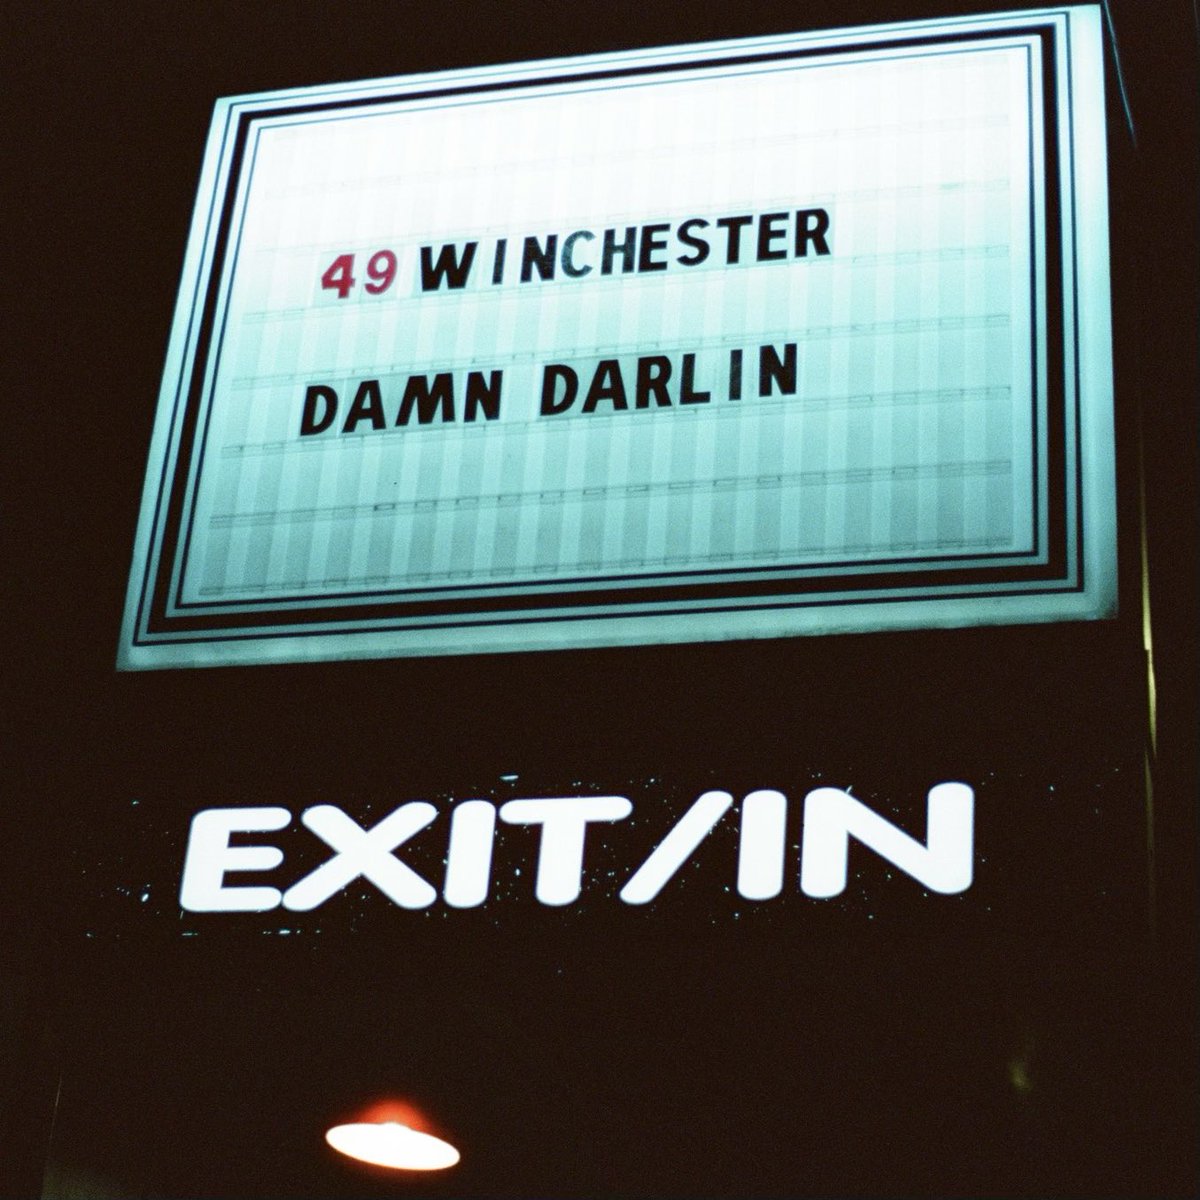 49 WINCHESTER
DAMN DARLIN
EXIT/IN